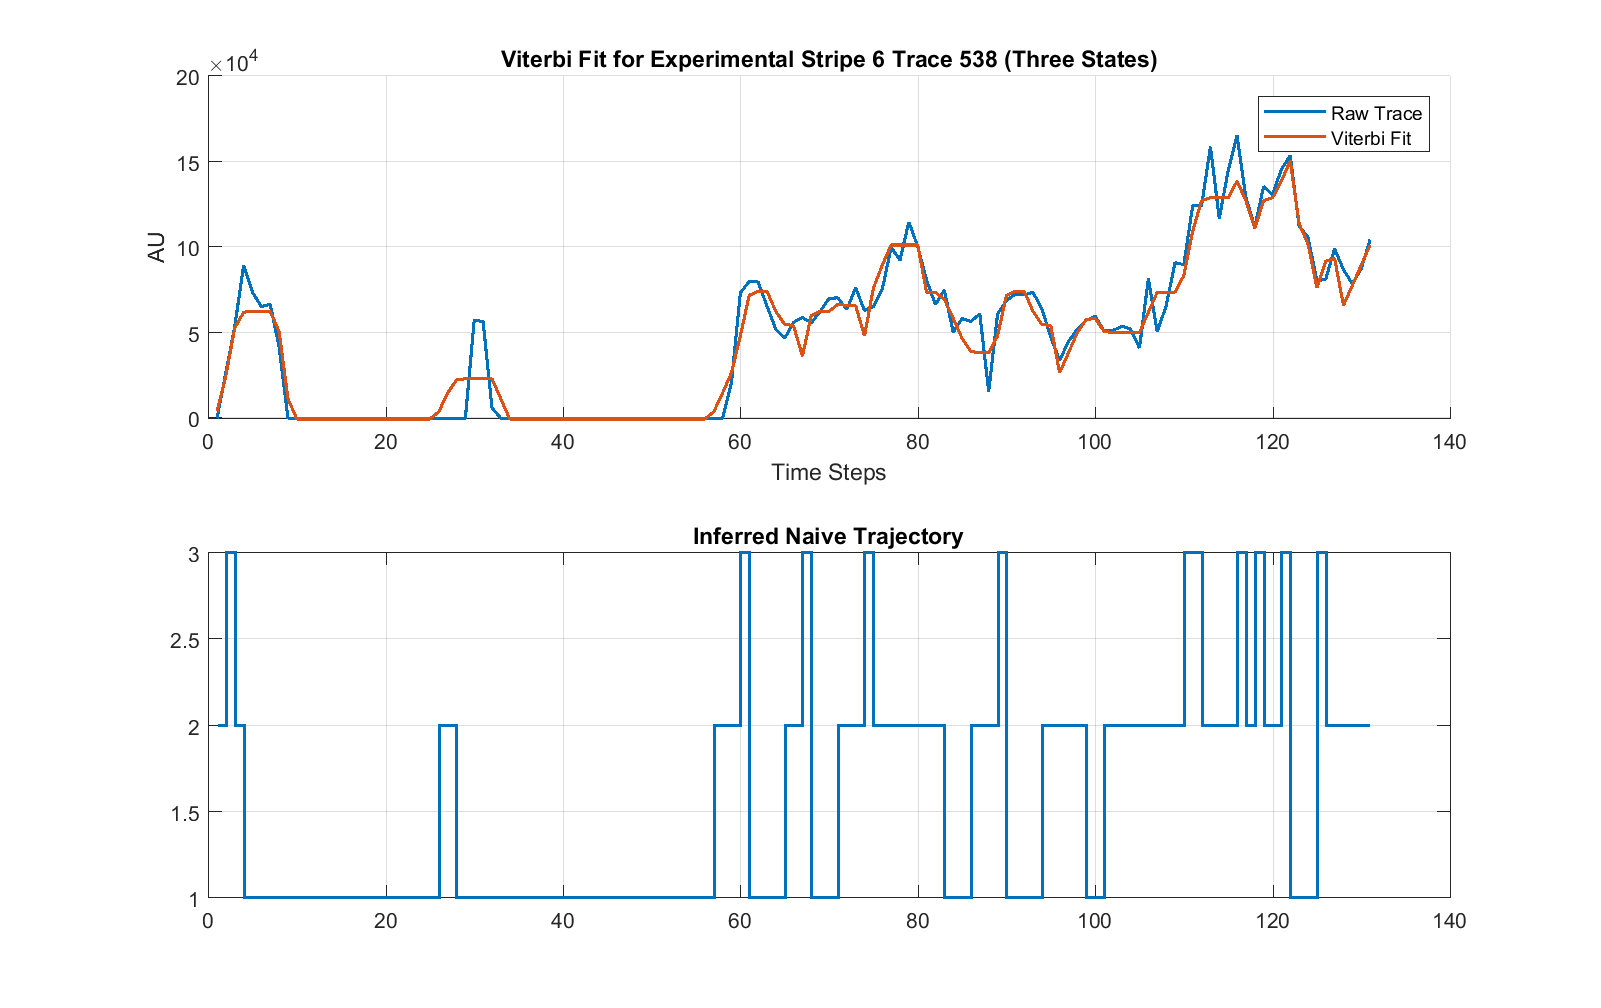 Viterbi Fit for Experimental Stripe 6 Trace 538 (Three States)
×10⁴
20
15
10
5
0
AU
Raw Trace
Viterbi Fit
0 20 40 60 80 100 120 140
Time Steps
Inferred Naive Trajectory
3
2.5
2
1.5
1
0 20 40 60 80 100 120 140